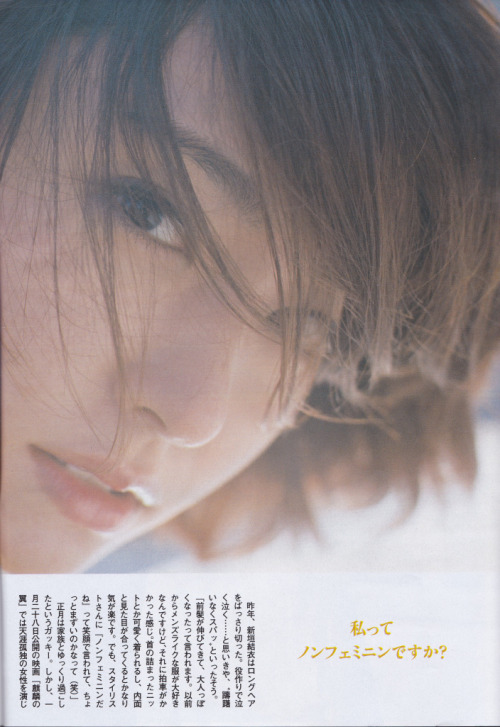 私って
ノンフェミニンですか?
昨年、新垣結衣はロングヘア
をばっさり切った。役作りで泣
く泣く……と思いきや、“躊躇
いなくスパッ”といったそう。
「前髪が伸びてきて、大人っぽ
くなったって言われます。以前
からメンズライクな服が大好き
なんですけど、それに拍車がか
かった感じ。首の詰まったニッ
トとか可愛く着られるし、内面
と見た目が合ってくるとかなり
気が楽です。でも、スタイリス
トさんに『ノンフェミニンだ
ね』って笑顔で言われて、ちょ
っとまずいのかなって(笑)」
正月は家族とゆっくり過ごし
たというガッキー。しかし、一
月二十八日公開の映画『麒麟の
翼』では天涯孤独の女性を演じ